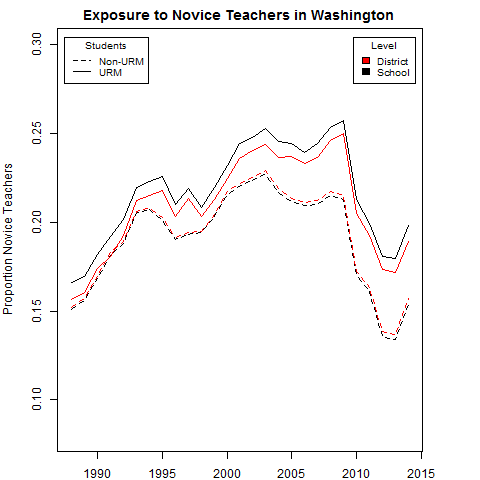 Exposure to Novice Teachers in Washington
Students
Non-URM
URM
Level
District
School
Proportion Novice Teachers
0.30
0.25
0.20
0.15
0.10
1990 1995 2000 2005 2010 2015